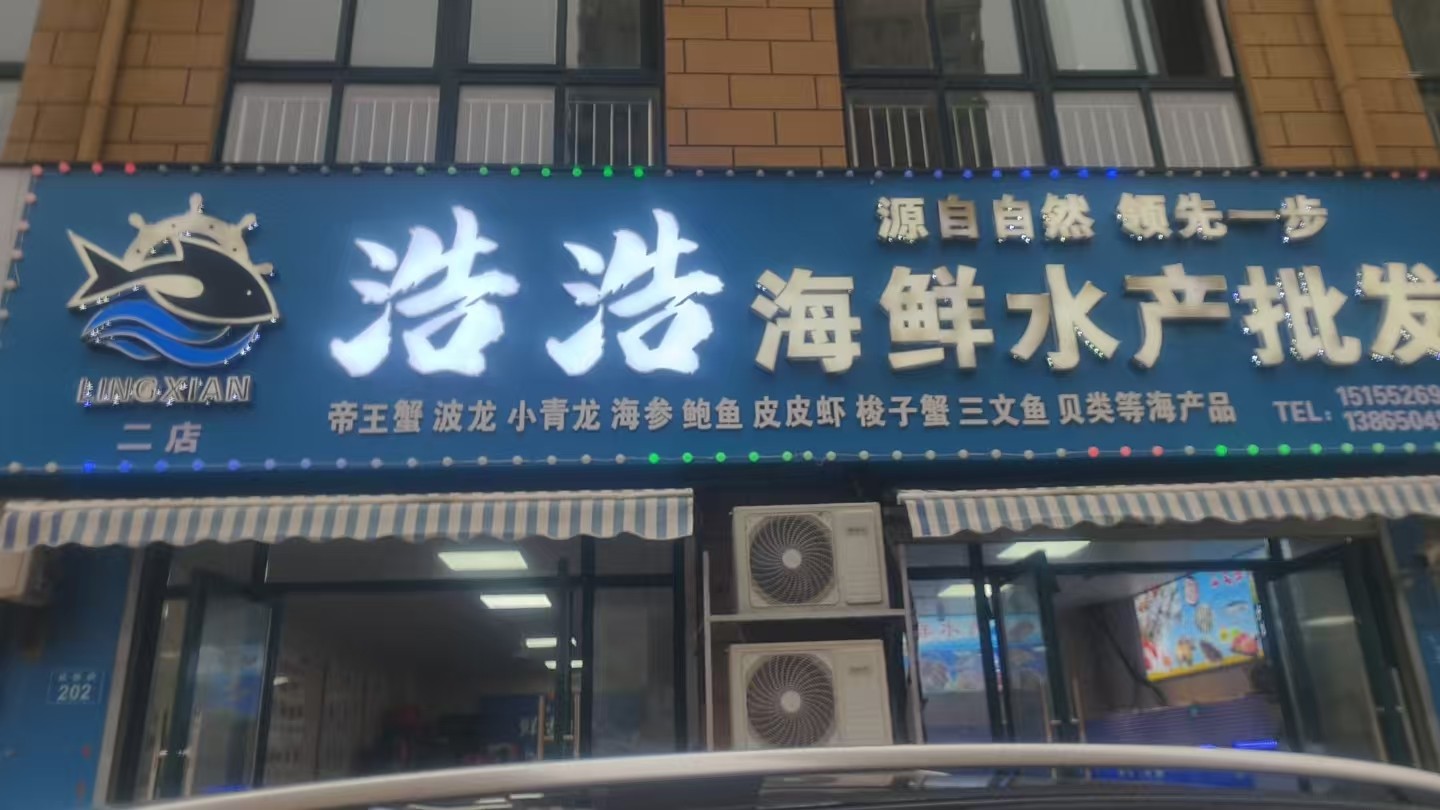 源自自然 领先一步
浩浩海鲜水产批发
LINGXIAN
二店
帝王蟹 波龙 小青龙 海参 鲍鱼 皮皮虾 梭子蟹 三文鱼 贝类等海产品
TEL: 15155269
1386504
202